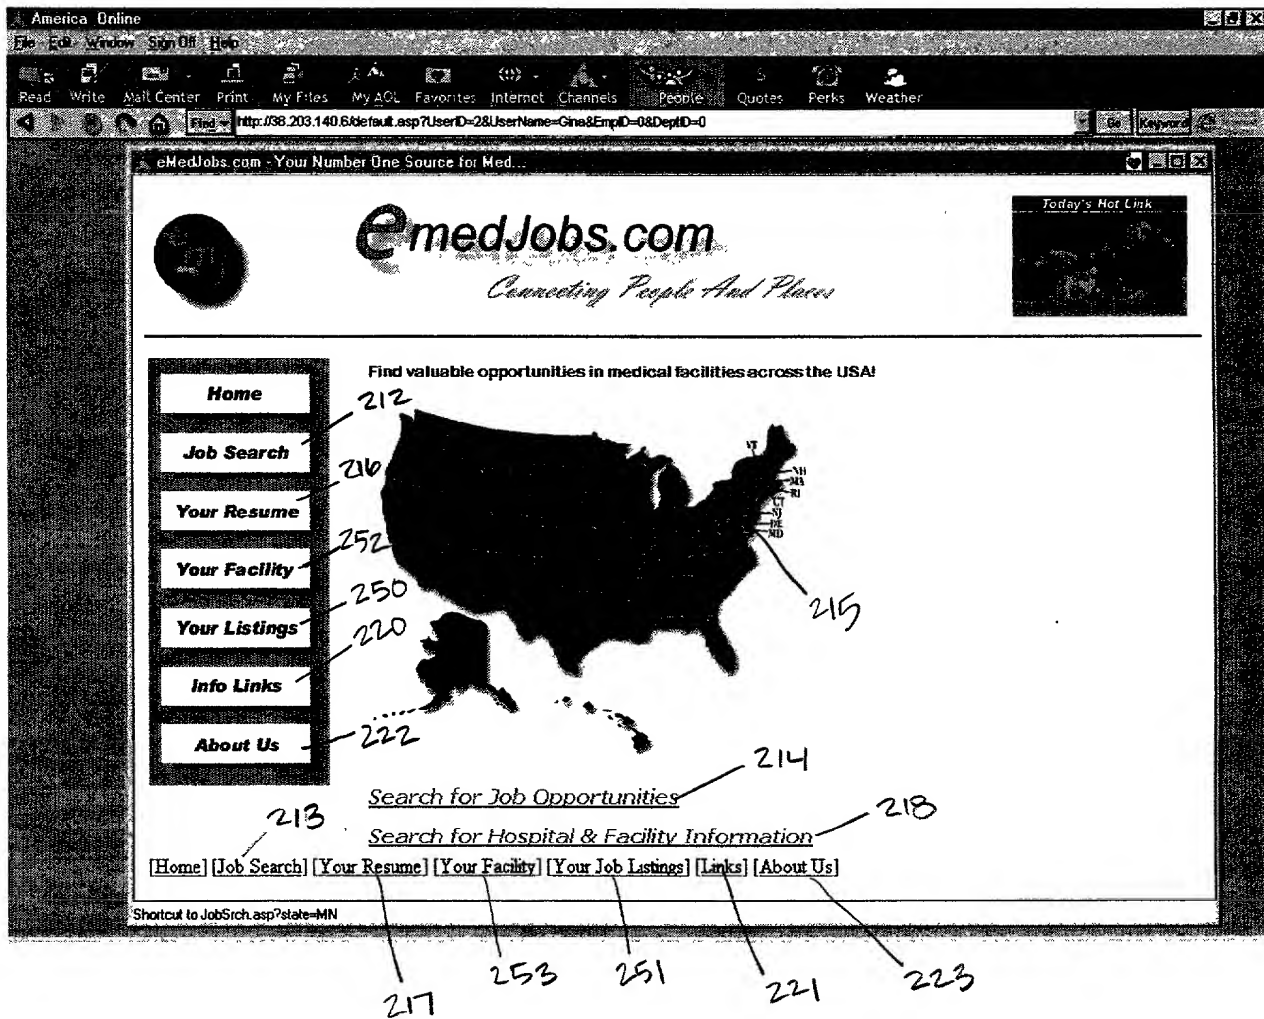 America Online
File Edit Window Sign Off Help
Read Write Mail Center Print My Files My AOL Favorites Internet Channels People Quotes Perks Weather
Find http://38.203.140.6/default.asp?UserID=2&UserName=Gina&EmpID=0&DeptID=0 Go Keyword
eMedJobs.com - Your Number One Source for Med...
emedJobs.com
Connecting People And Places
Today's Hot Link
Find valuable opportunities in medical facilities across the USA!
Home
212
Job Search
216
Your Resume
252
Your Facility
250
Your Listings
220
Info Links
222
About Us
VT
NH
MA
RI
CT
NJ
DE
MD
215
214
Search for Job Opportunities
218
Search for Hospital & Facility Information
213
[Home] [Job Search] [Your Resume] [Your Facility] [Your Job Listings] [Links] [About Us]
Shortcut to JobSrch.asp?state=MN
217 253 251 221 223